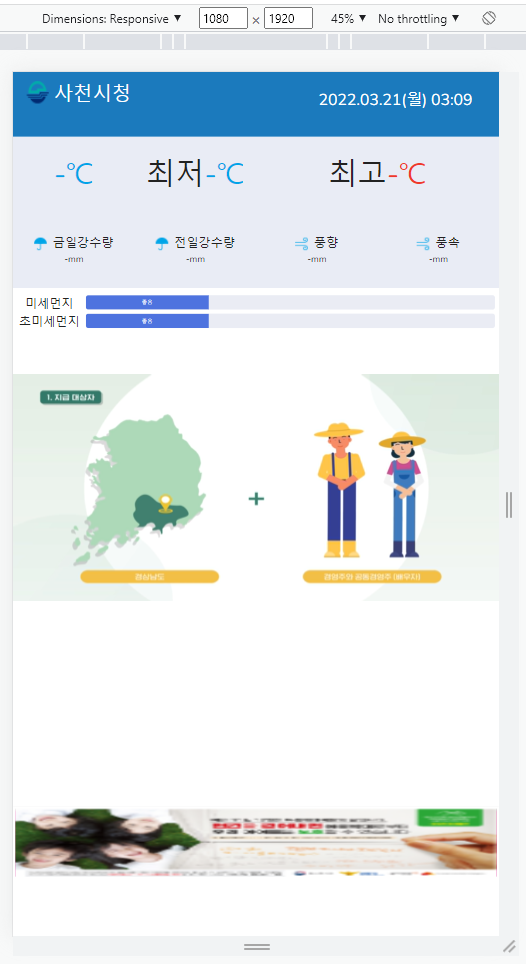 Dimensions: Responsive ▼ 1080 × 1920 45% ▼ No throttling ▼
사천시청
2022.03.21(월) 03:09
-℃ 최저-℃ 최고-℃
금일강수량 전일강수량 풍향 풍속
-mm -mm -mm -mm
미세먼지 좋음
초미세먼지 좋음
1. 지급 대상자
+
경상남도 경영주와 공동경영주 (배우자)